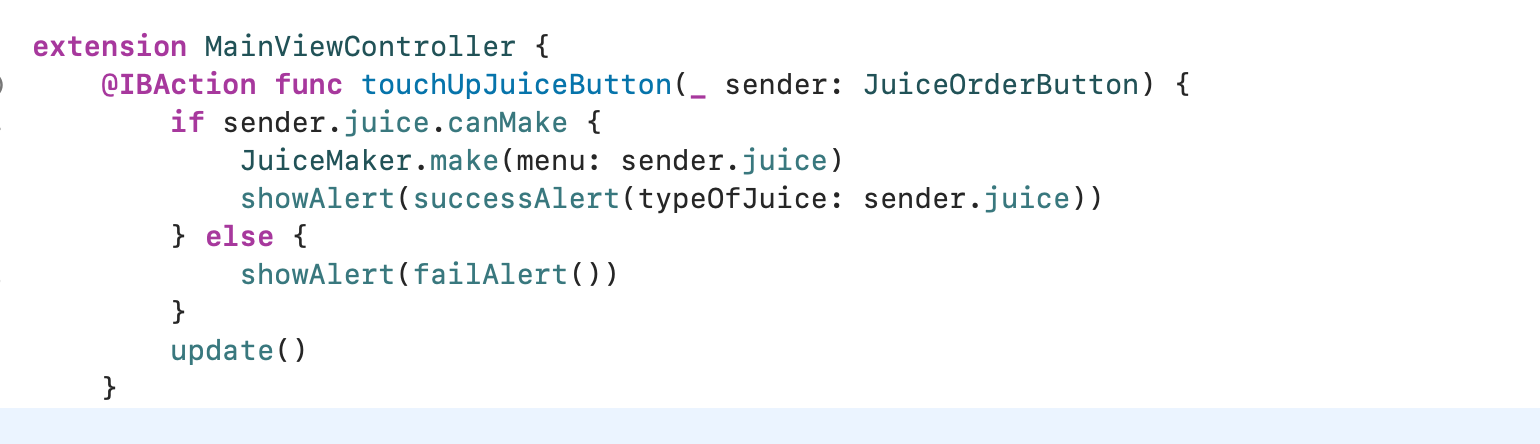 extension MainViewController {
    @IBAction func touchUpJuiceButton(_ sender: JuiceOrderButton) {
        if sender.juice.canMake {
            JuiceMaker.make(menu: sender.juice)
            showAlert(successAlert(typeOfJuice: sender.juice))
        } else {
            showAlert(failAlert())
        }
        update()
    }